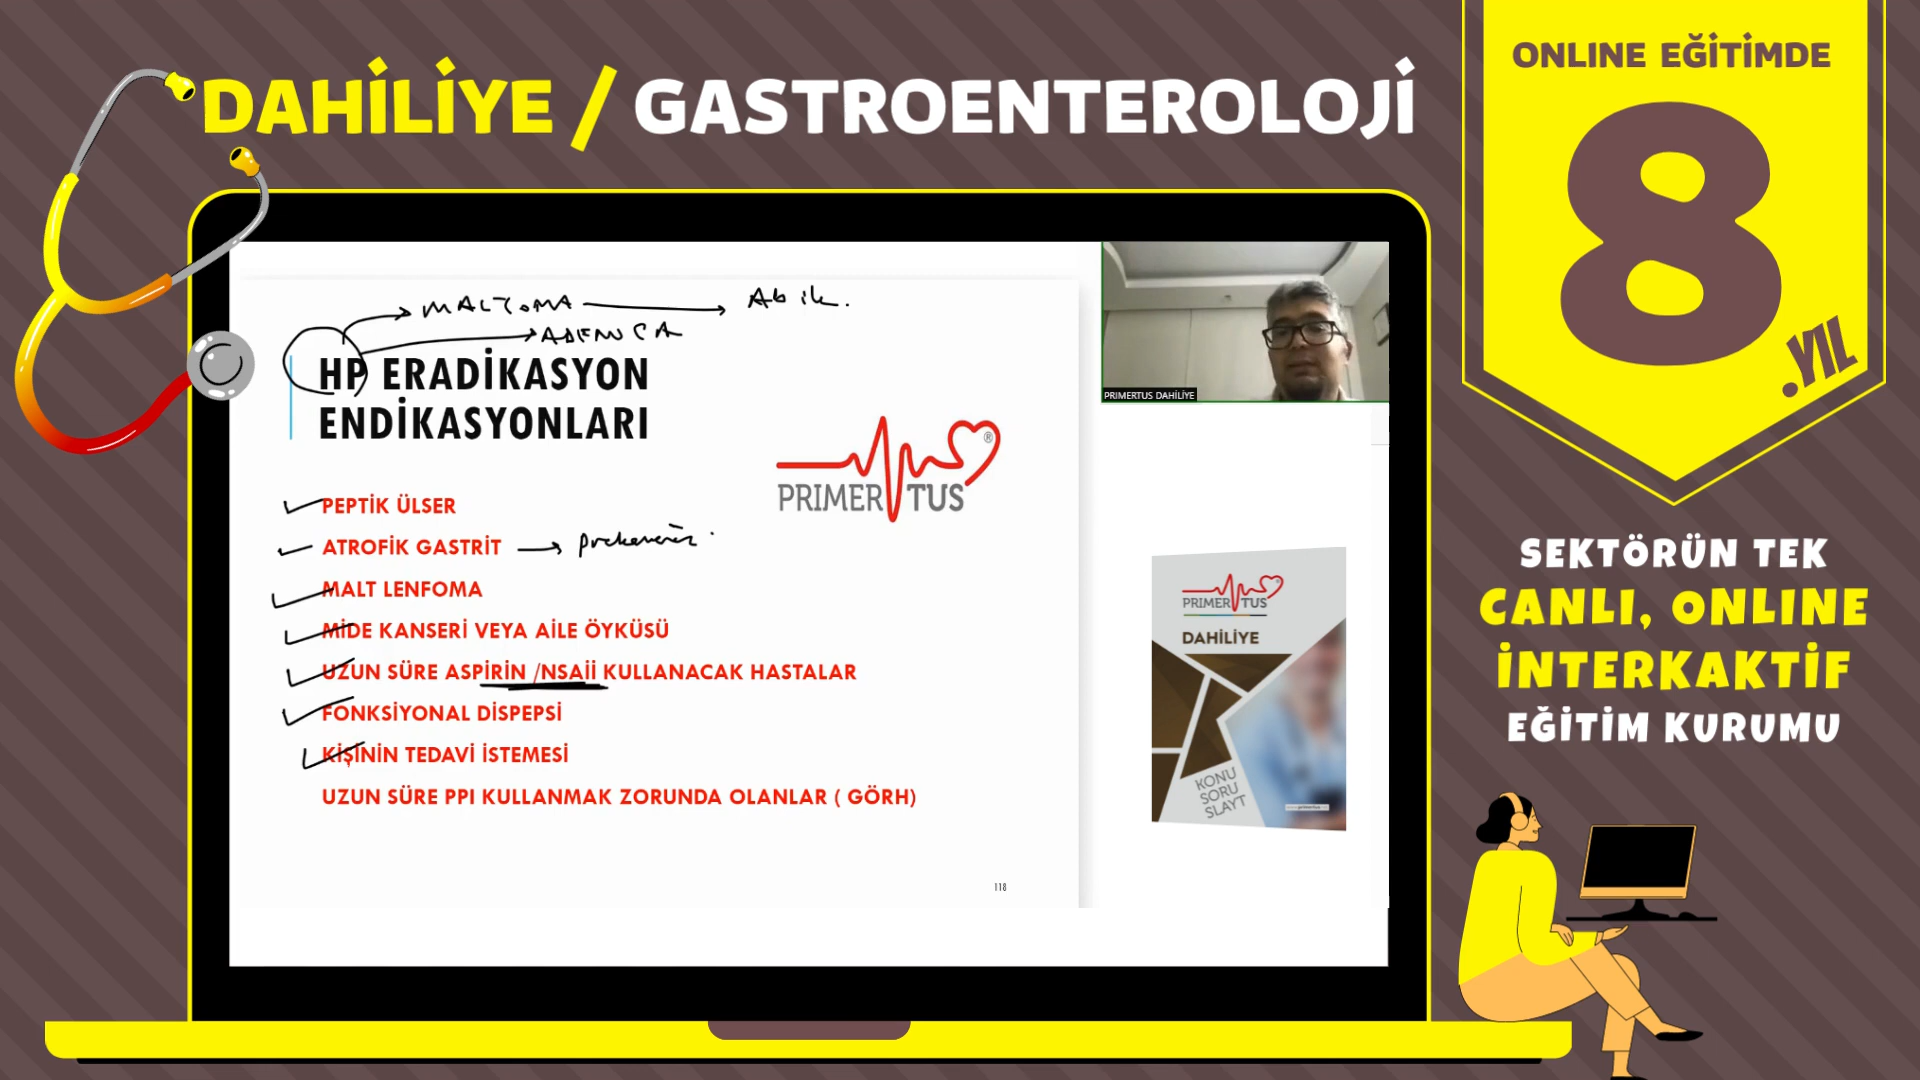 DAHİLİYE / GASTROENTEROLOJİ
ONLINE EĞİTİMDE
8
.YIL
MALTOMA → Ab ile.
ADENCA
HP ERADİKASYON
ENDİKASYONLARI
PRIMER TUS ®
PEPTİK ÜLSER
ATROFİK GASTRİT →
MALT LENFOMA
MİDE KANSERİ VEYA AİLE ÖYKÜSÜ
UZUN SÜRE ASPİRİN /NSAİİ KULLANACAK HASTALAR
FONKSİYONAL DİSPEPSİ
KİŞİNİN TEDAVİ İSTEMESİ
UZUN SÜRE PPI KULLANMAK ZORUNDA OLANLAR ( GÖRH)
118
PRIMERTUS DAHİLİYE
PRIMER TUS
DAHİLİYE
KONU
SORU
SLAYT
SEKTÖRÜN TEK
CANLI, ONLINE
İNTERKAKTİF
EĞİTİM KURUMU